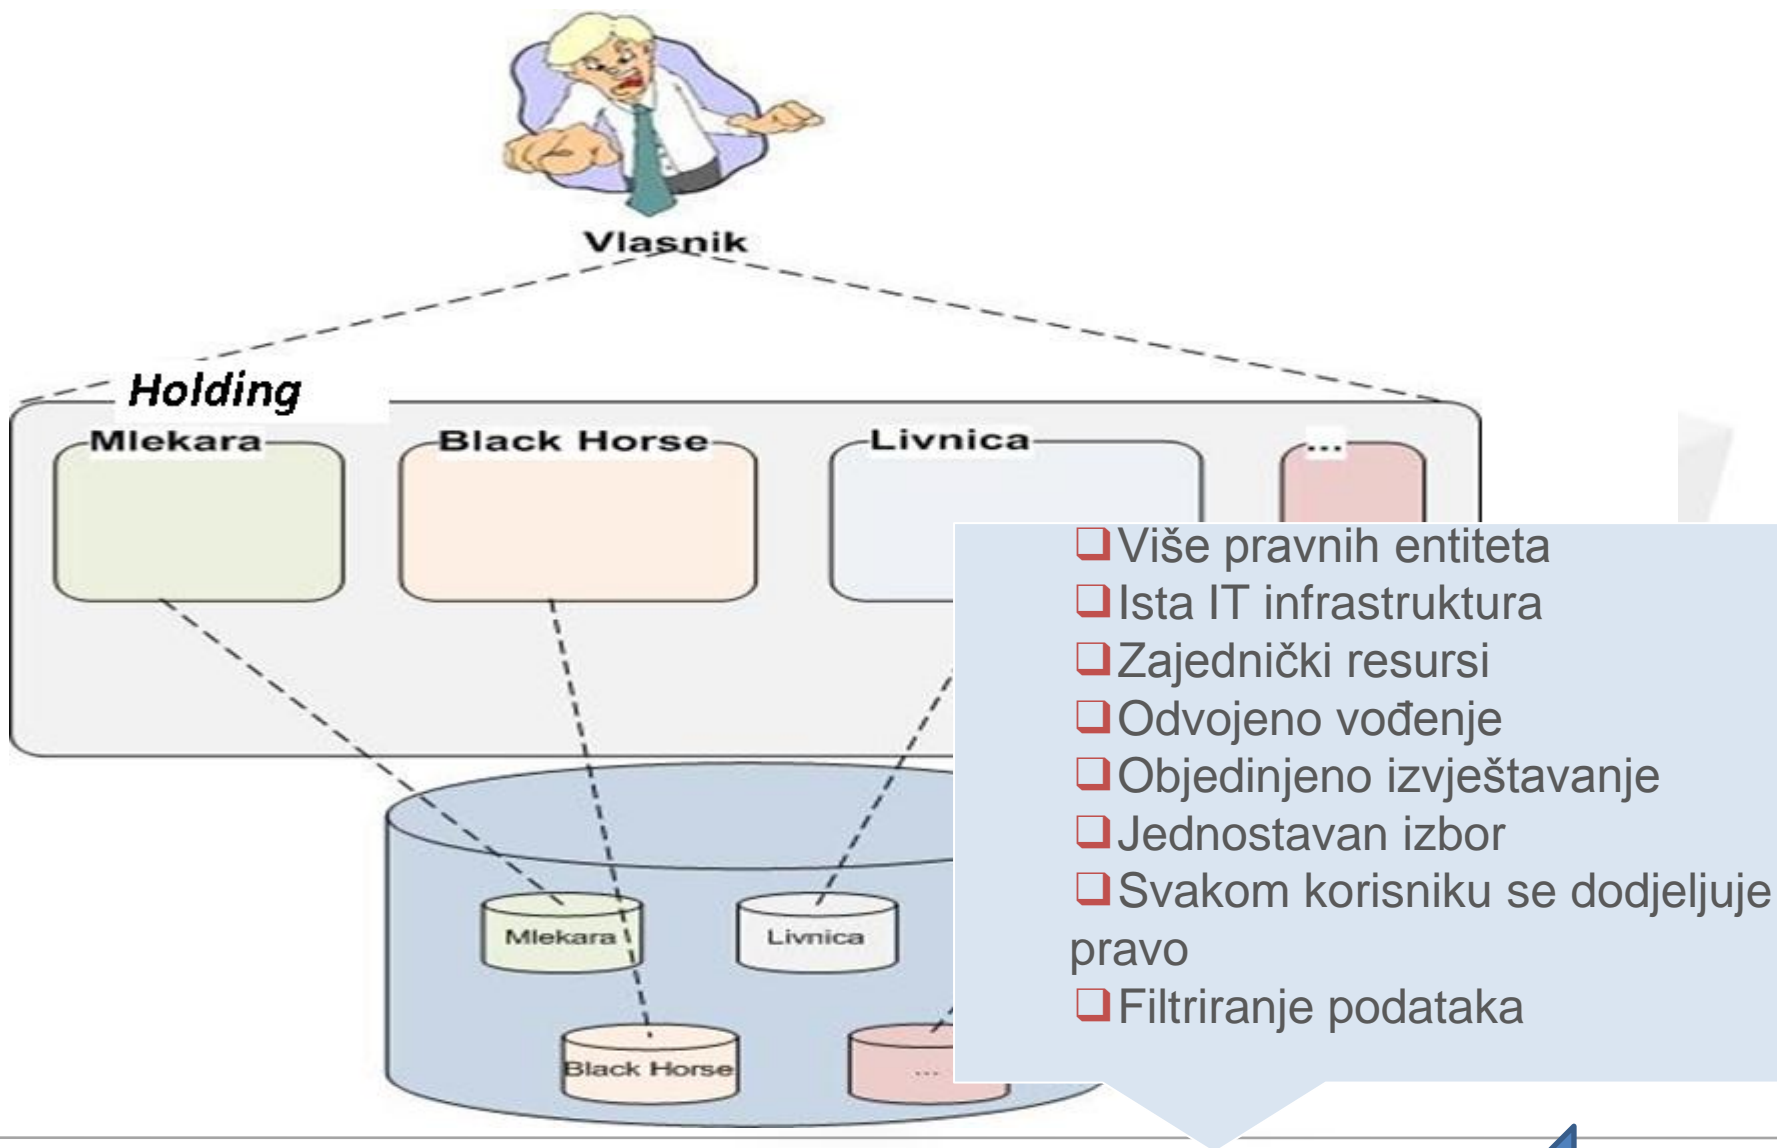 Vlasnik
Holding
Mlekara
Black Horse
Livnica
...
❑Više pravnih entiteta
❑Ista IT infrastruktura
❑Zajednički resursi
❑Odvojeno vođenje
❑Objedinjeno izvještavanje
❑Jednostavan izbor
❑Svakom korisniku se dodjeljuje
pravo
❑Filtriranje podataka
Mlekara
Livnica
Black Horse
...